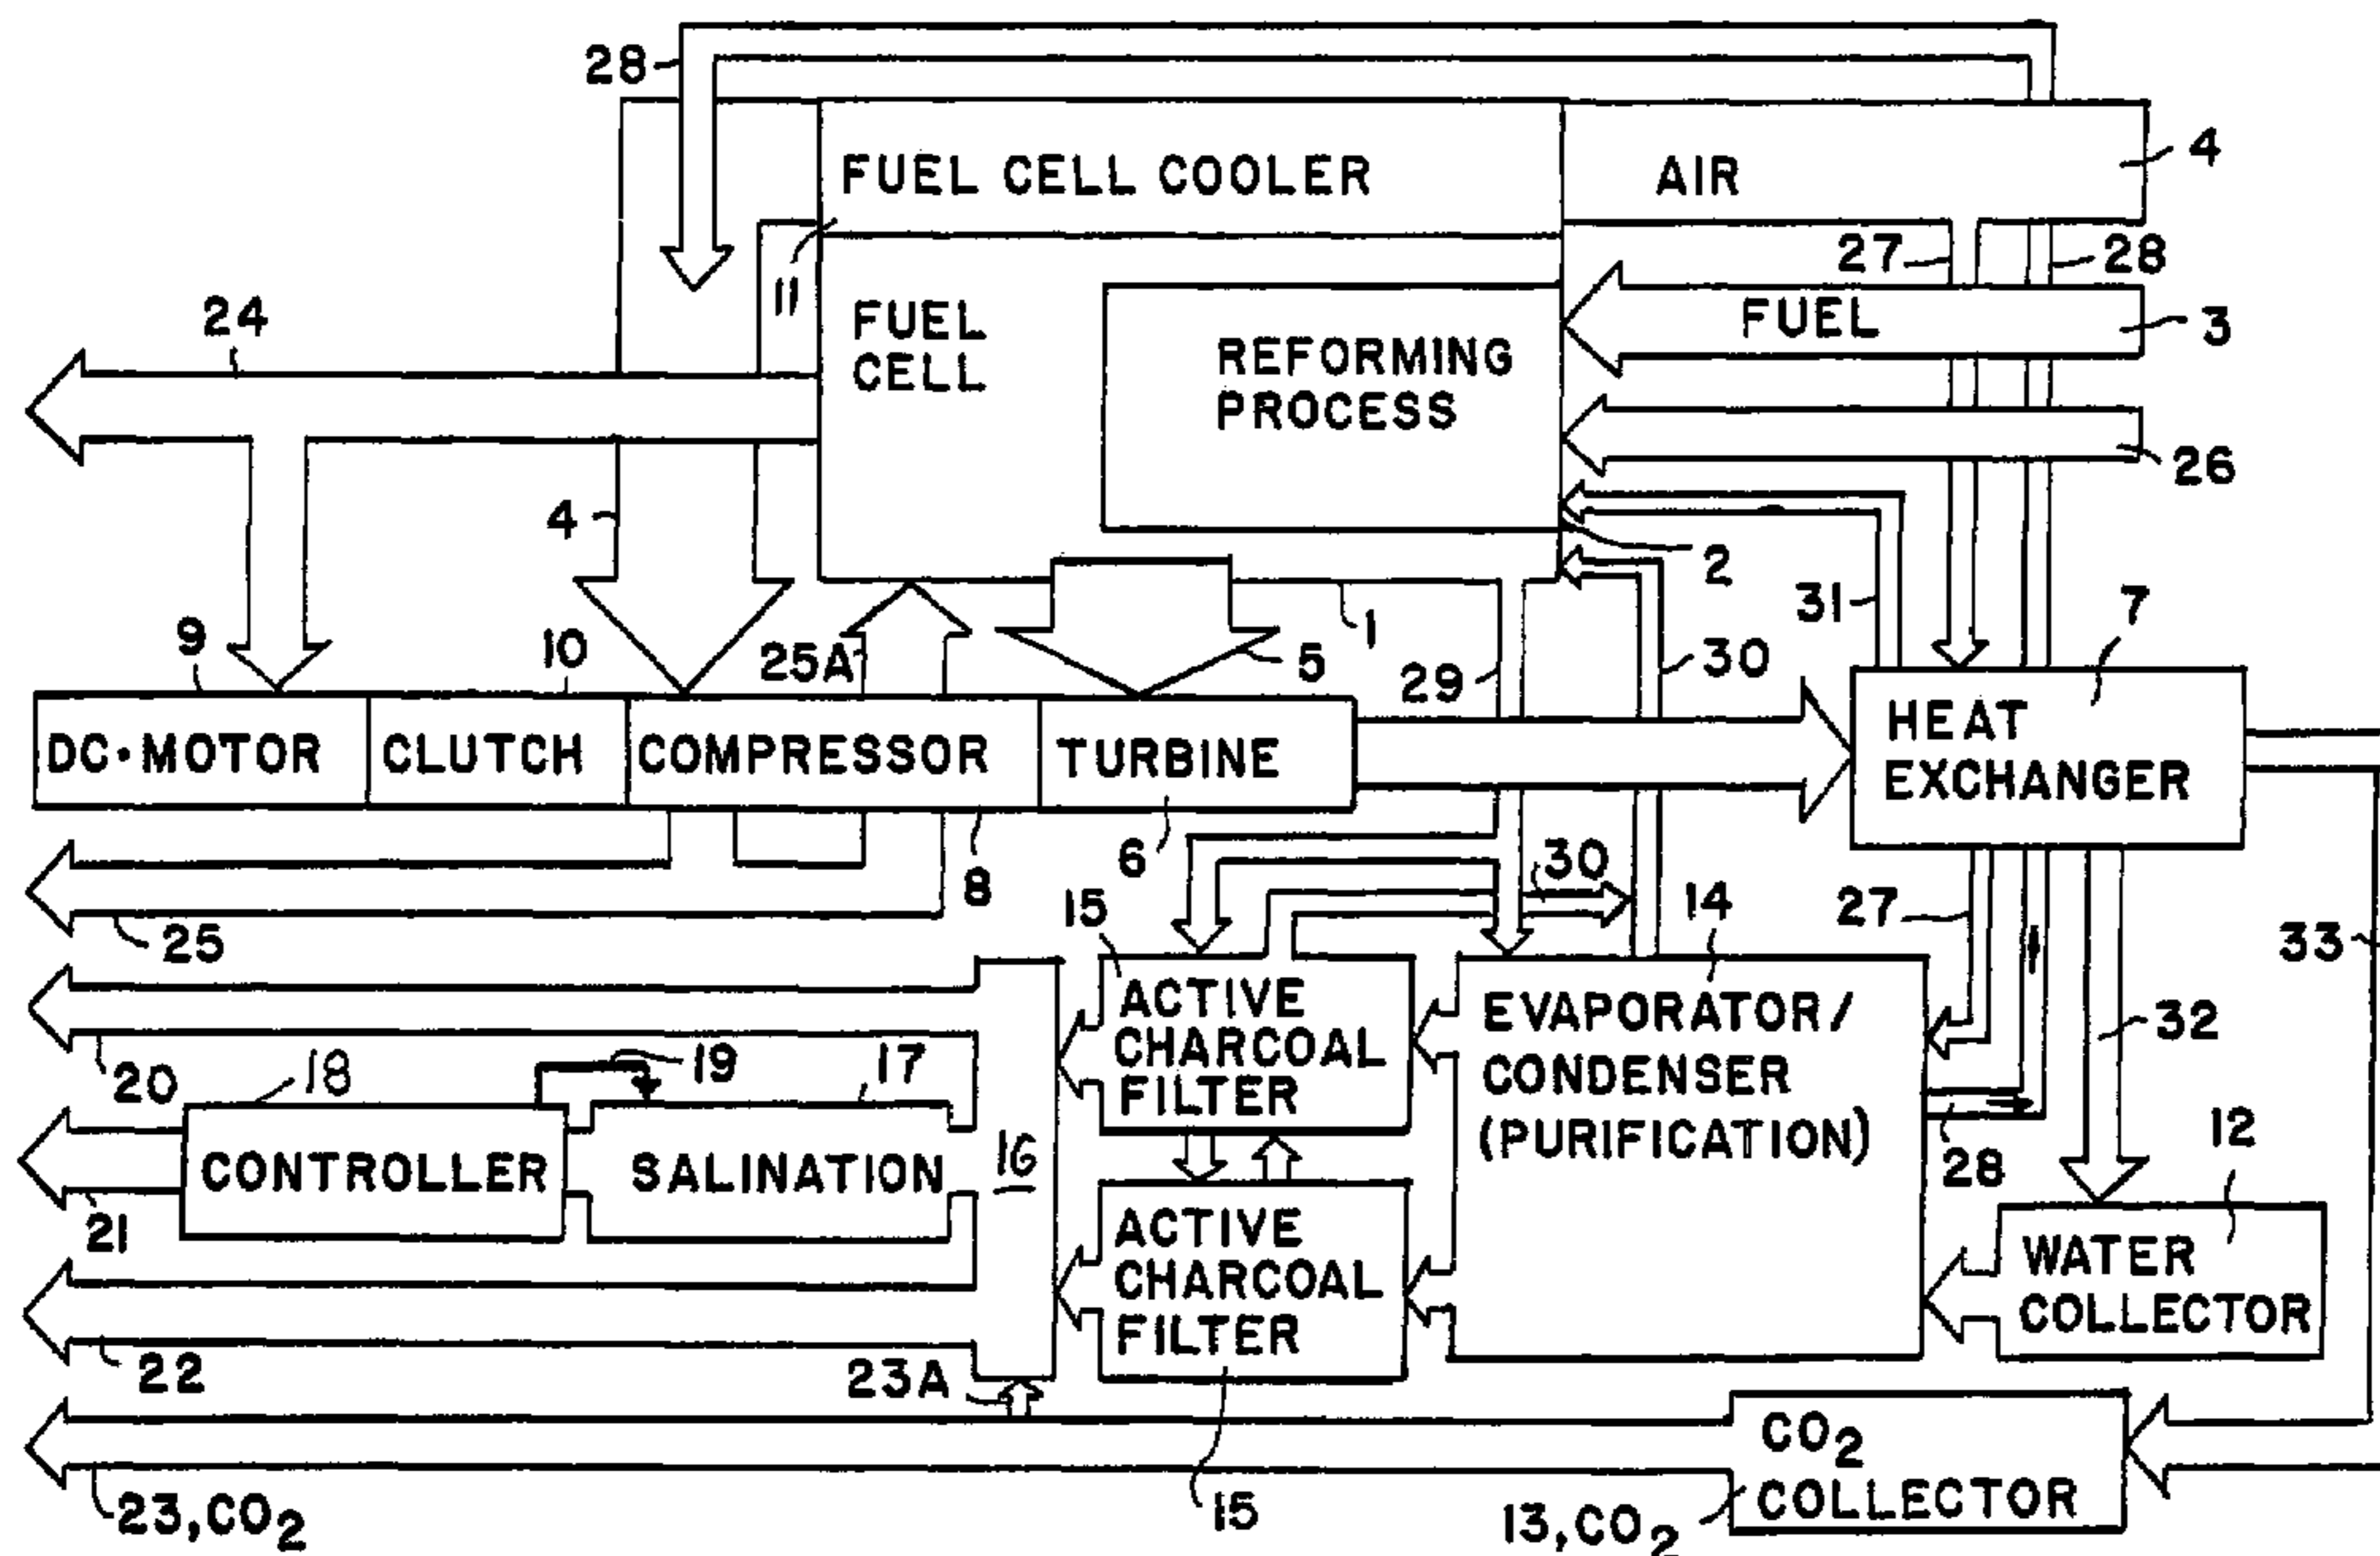 28
FUEL CELL COOLER
AIR
4
11
27
28
24
FUEL
CELL
REFORMING
PROCESS
FUEL
3
26
4
2
31
7
9
10
25A
1
5
29
30
DC-MOTOR
CLUTCH
COMPRESSOR
TURBINE
HEAT
EXCHANGER
8
6
30
25
15
14
27
33
20
18
19
17
ACTIVE
CHARCOAL
FILTER
EVAPORATOR/
CONDENSER
(PURIFICATION)
32
CONTROLLER
SALINATION
16
28
12
21
ACTIVE
CHARCOAL
FILTER
WATER
COLLECTOR
22
23A
CO2
COLLECTOR
23,CO2
15
13,CO2